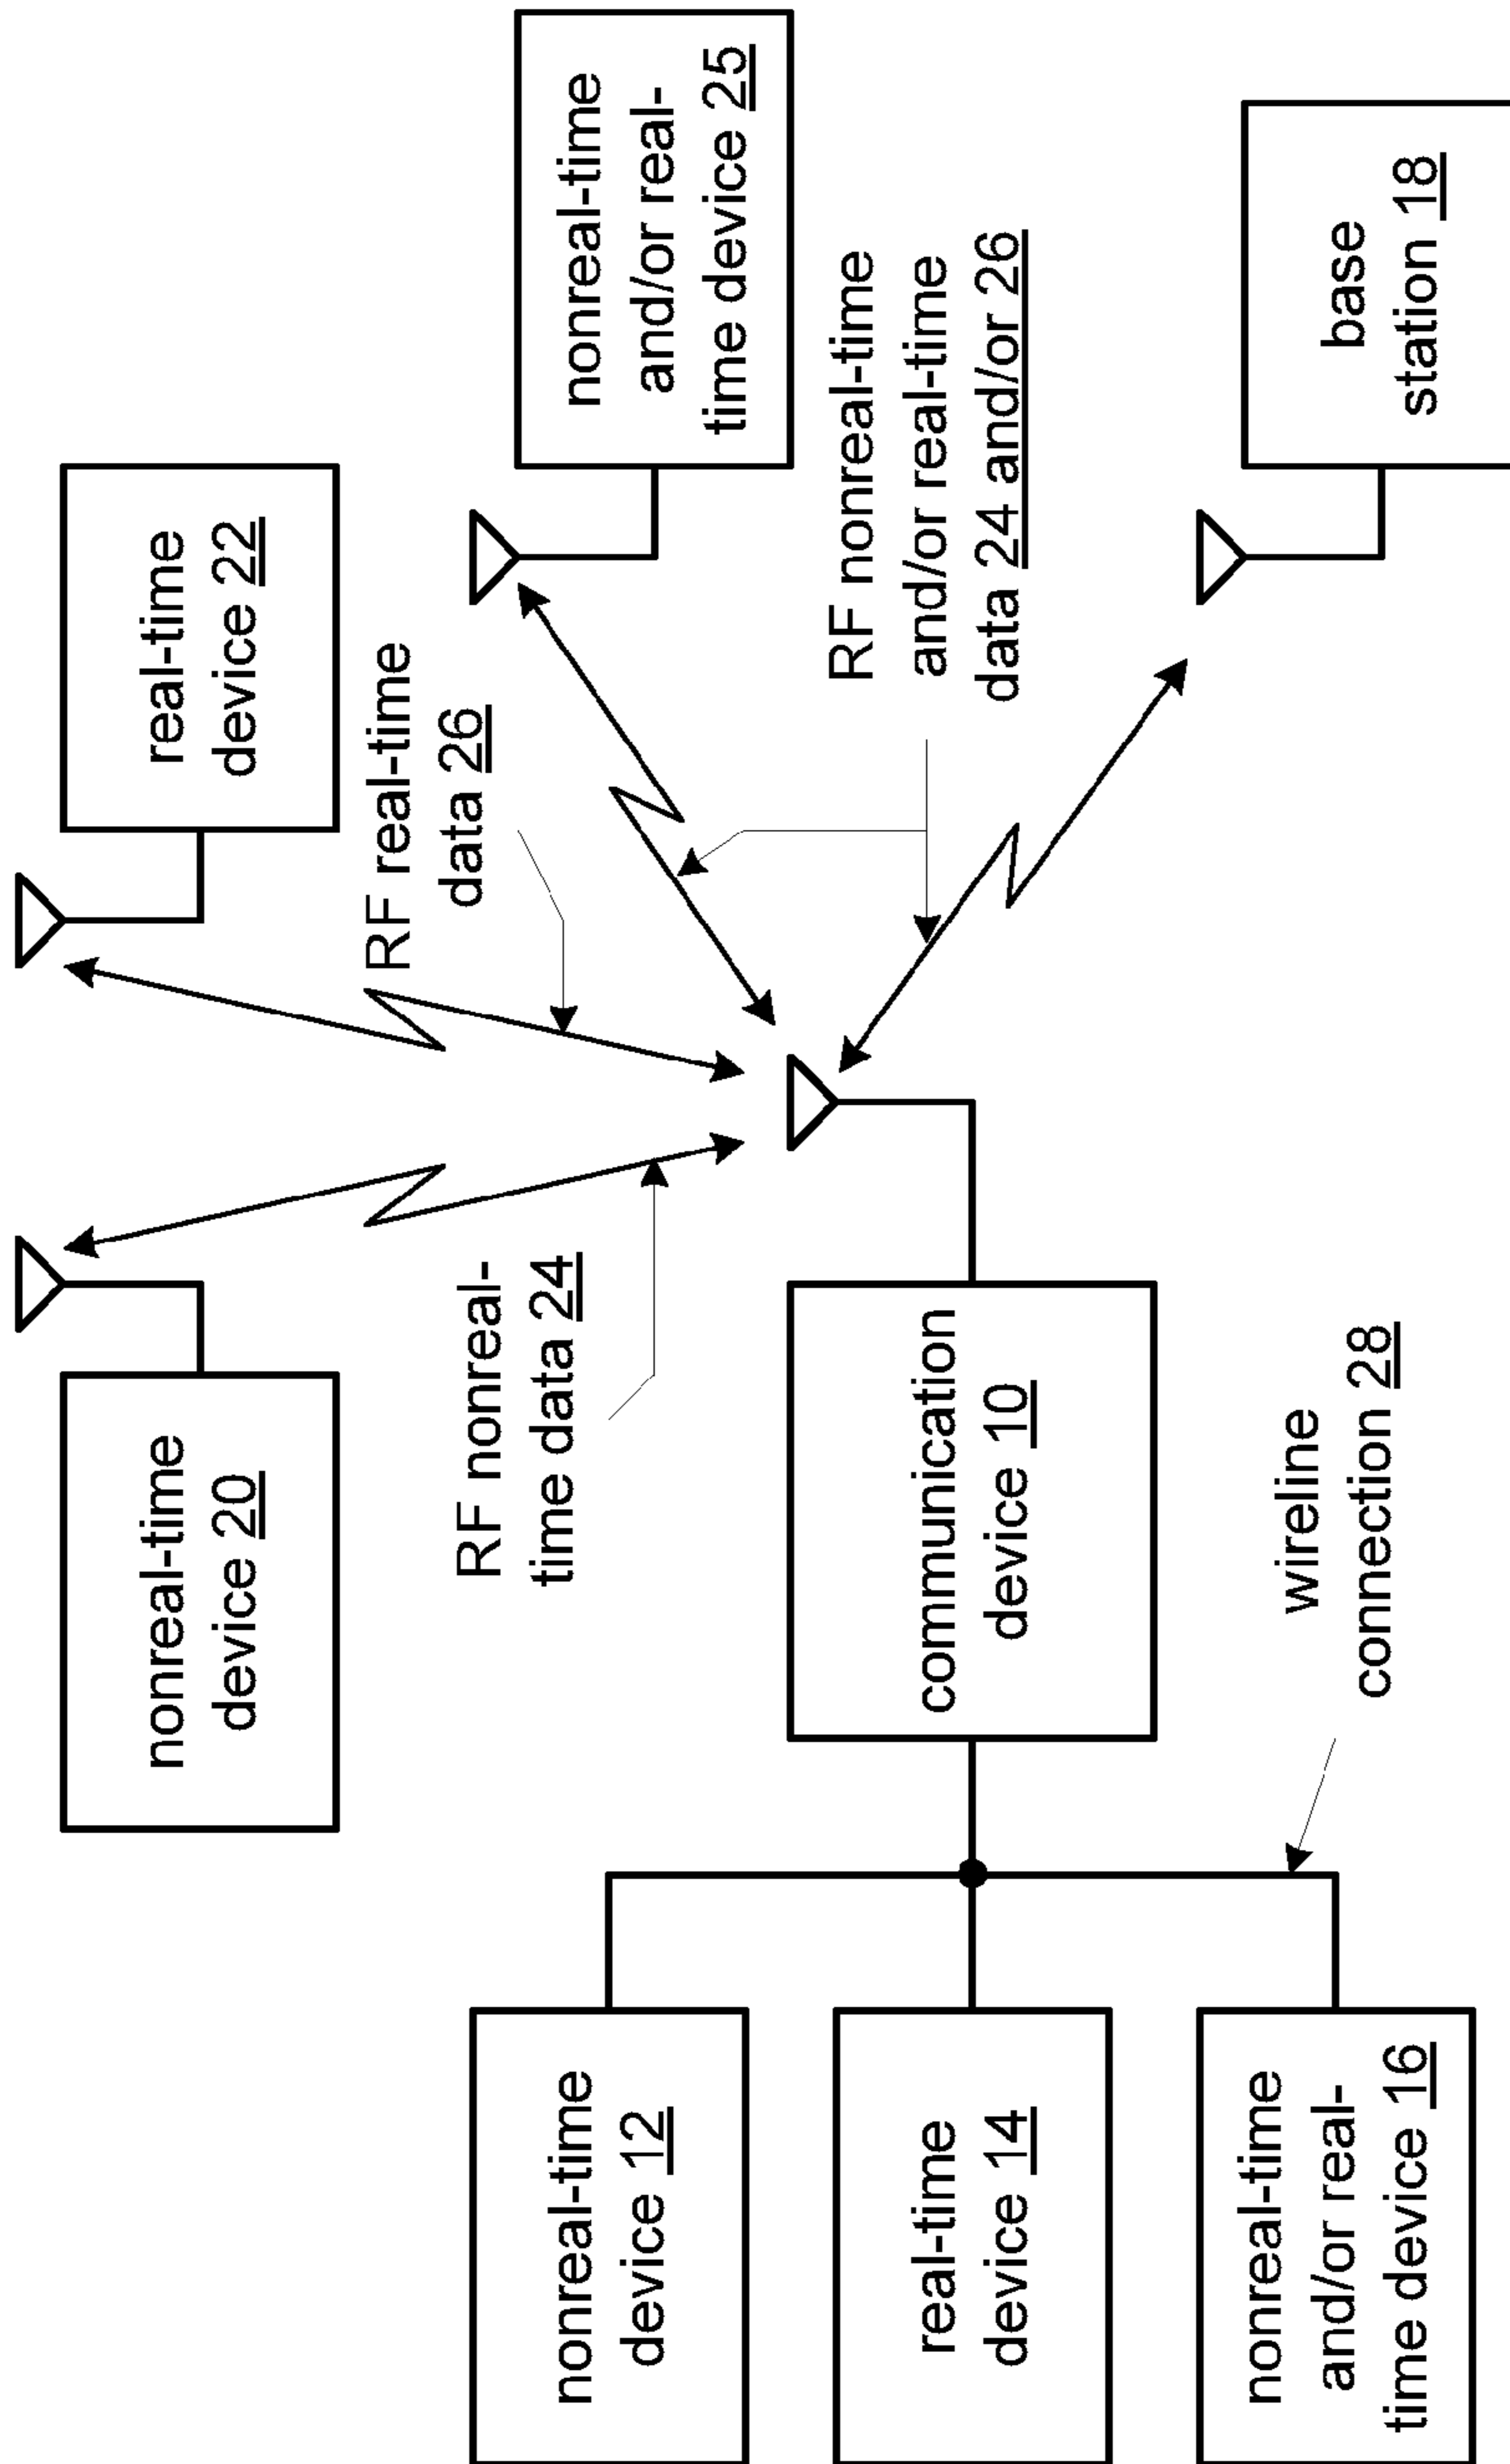 nonreal-time
device 20
real-time
device 22
RF real-time
data 26
RF nonreal-
time data 24
nonreal-time
and/or real-
time device 25
nonreal-time
device 12
real-time
device 14
nonreal-time
and/or real-
time device 16
communication
device 10
wireline
connection 28
RF nonreal-time
and/or real-time
data 24 and/or 26
base
station 18